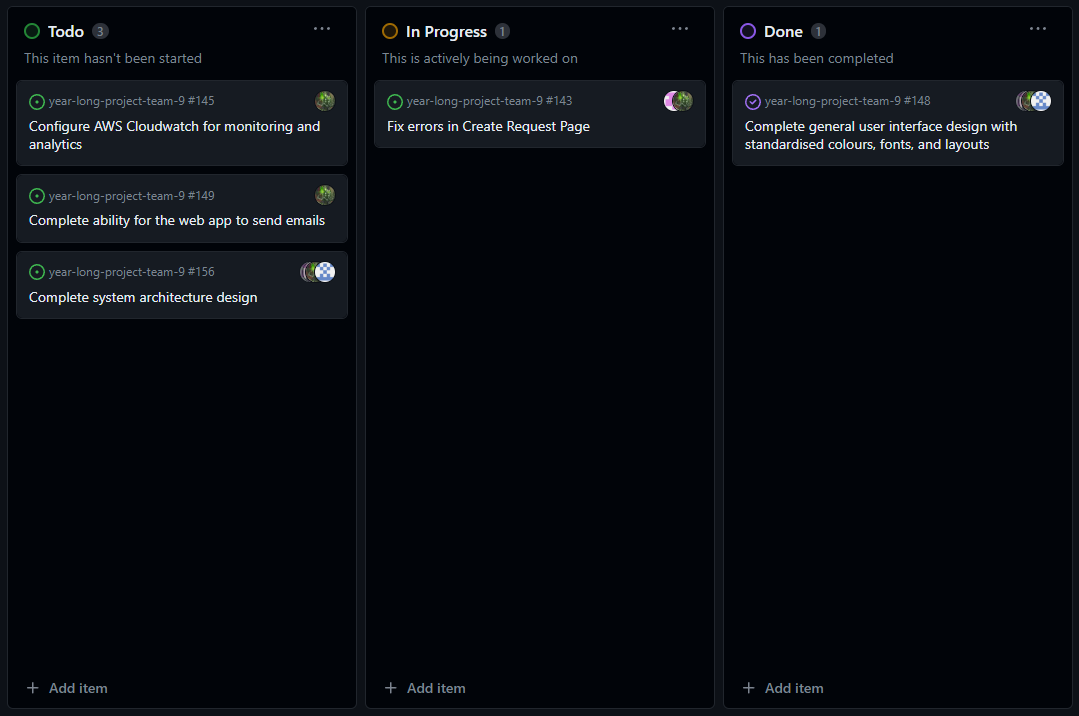 Todo 3
This item hasn't been started
year-long-project-team-9 #145
Configure AWS Cloudwatch for monitoring and
analytics
year-long-project-team-9 #149
Complete ability for the web app to send emails
year-long-project-team-9 #156
Complete system architecture design
Add item
In Progress 1
This is actively being worked on
year-long-project-team-9 #143
Fix errors in Create Request Page
Add item
Done 1
This has been completed
year-long-project-team-9 #148
Complete general user interface design with
standardised colours, fonts, and layouts
Add item